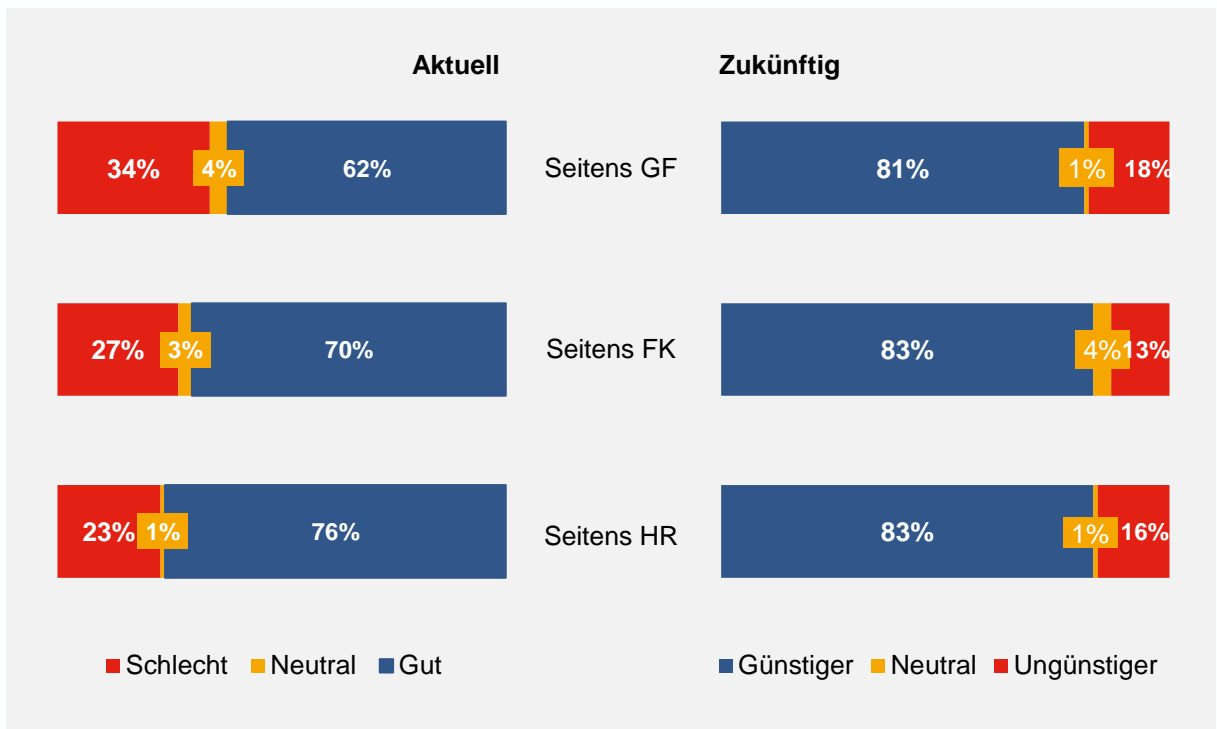 Aktuell Zukünftig
34% 4% 62% Seitens GF 81% 1% 18%
27% 3% 70% Seitens FK 83% 4% 13%
23% 1% 76% Seitens HR 83% 1% 16%
Schlecht Neutral Gut Günstiger Neutral Ungünstiger